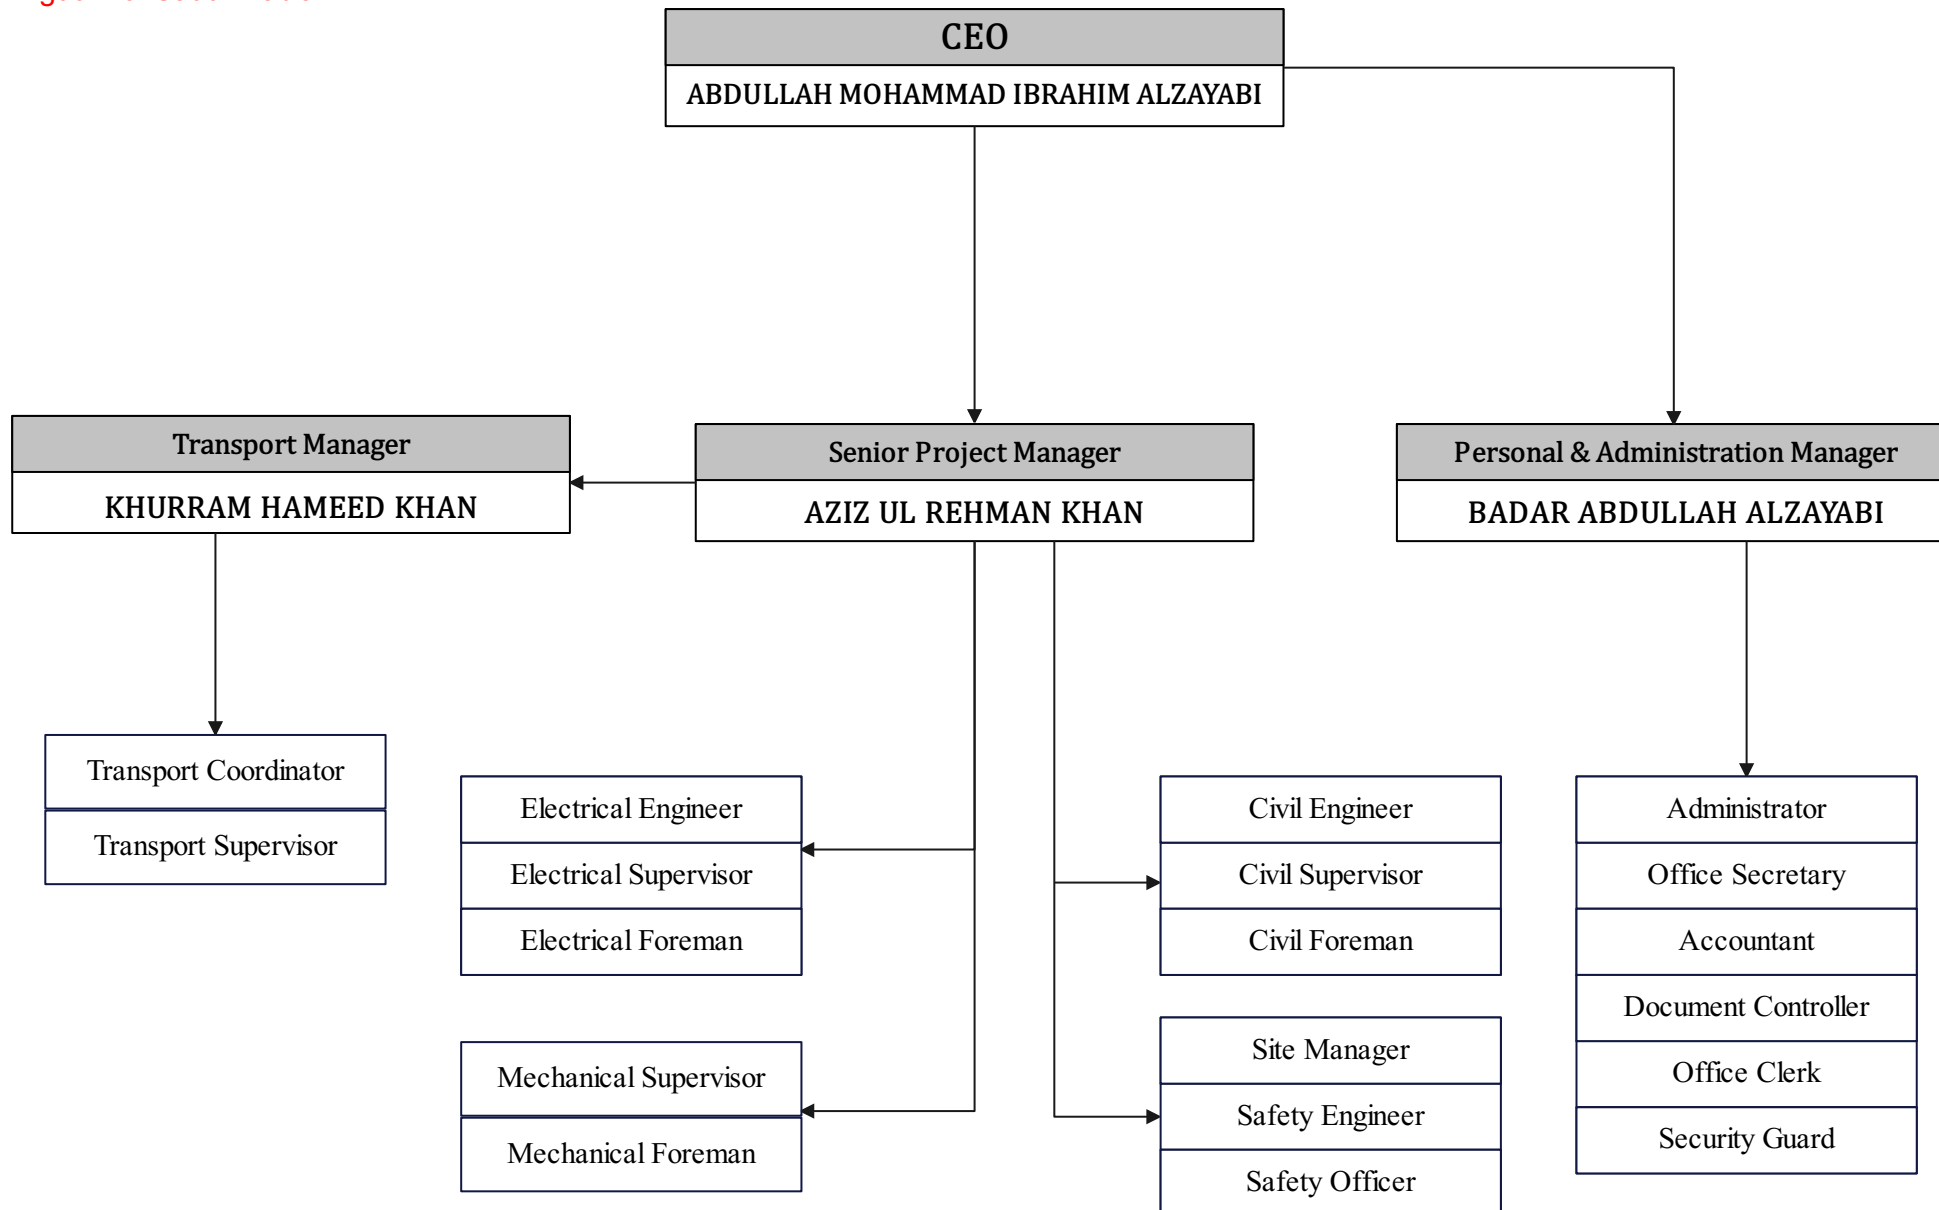 CEO
ABDULLAH MOHAMMAD IBRAHIM ALZAYABI
Transport Manager
KHURRAM HAMEED KHAN
Senior Project Manager
AZIZ UL REHMAN KHAN
Personal & Administration Manager
BADAR ABDULLAH ALZAYABI
Transport Coordinator
Transport Supervisor
Electrical Engineer
Electrical Supervisor
Electrical Foreman
Mechanical Supervisor
Mechanical Foreman
Civil Engineer
Civil Supervisor
Civil Foreman
Site Manager
Safety Engineer
Safety Officer
Administrator
Office Secretary
Accountant
Document Controller
Office Clerk
Security Guard